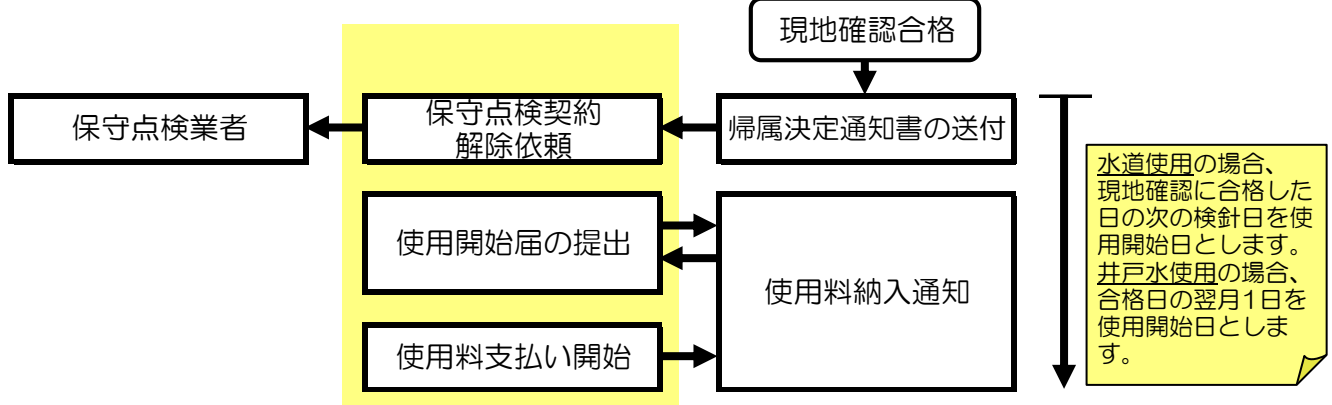 現地確認合格
保守点検業者
保守点検契約
解除依頼
帰属決定通知書の送付
使用開始届の提出
使用料納入通知
使用料支払い開始
水道使用の場合、
現地確認に合格した
日の次の検針日を使
用開始日とします。
井戸水使用の場合、
合格日の翌月1日を
使用開始日としま
す。